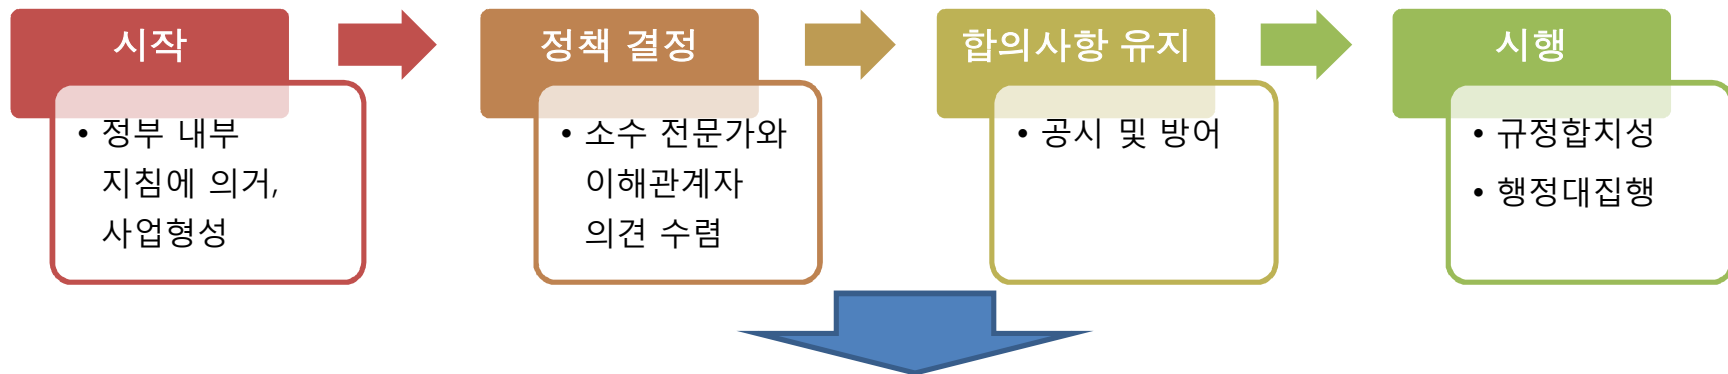 시작
• 정부 내부
지침에 의거,
사업형성
정책 결정
• 소수 전문가와
이해관계자
의견 수렴
합의사항 유지
• 공시 및 방어
시행
• 규정합치성
• 행정대집행